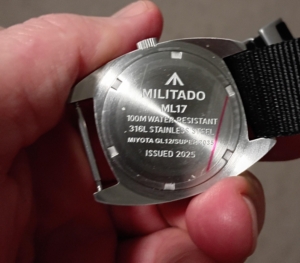 MILITADO
ML17
100M WATER RESISTANT
316L STAINLESS STEEL
MIYOTA GL12/
ISSUED 2025